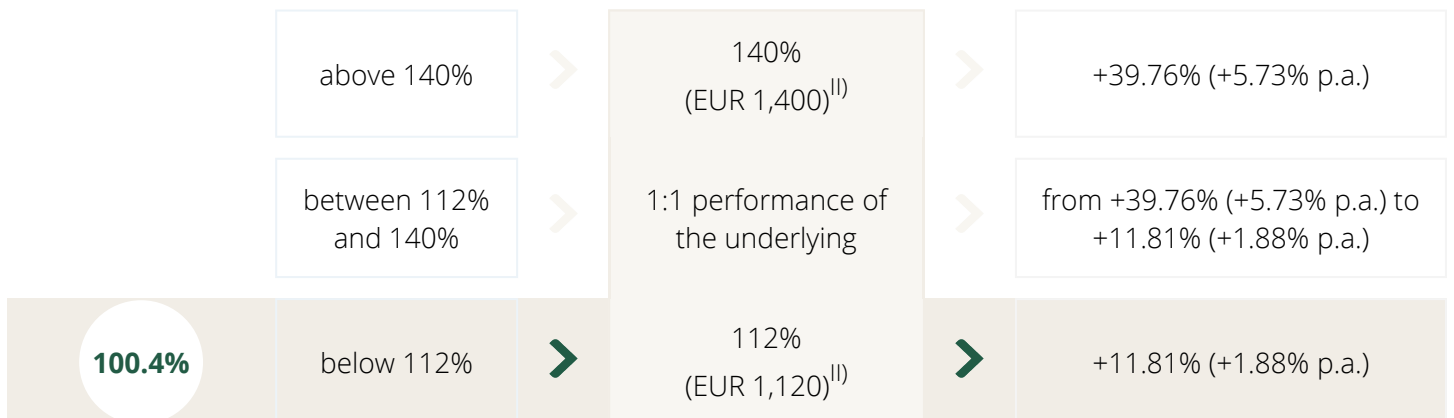 above 140%
140%
(EUR 1,400)II)
+39.76% (+5.73% p.a.)
between 112%
and 140%
1:1 performance of
the underlying
from +39.76% (+5.73% p.a.) to
+11.81% (+1.88% p.a.)
100.4%
below 112%
112%
(EUR 1,120)II)
+11.81% (+1.88% p.a.)